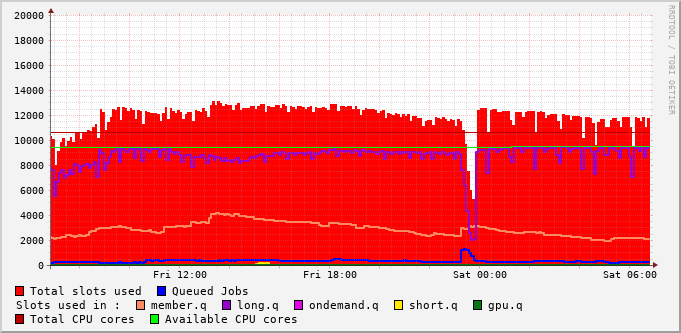 20000
18000
16000
14000
12000
10000
8000
6000
4000
2000
0
Fri 12:00 Fri 18:00 Sat 00:00 Sat 06:00
RRDTOOL / TOBI OETIKER
Total slots used Queued Jobs
Slots used in : member.q long.q ondemand.q short.q gpu.q
Total CPU cores Available CPU cores